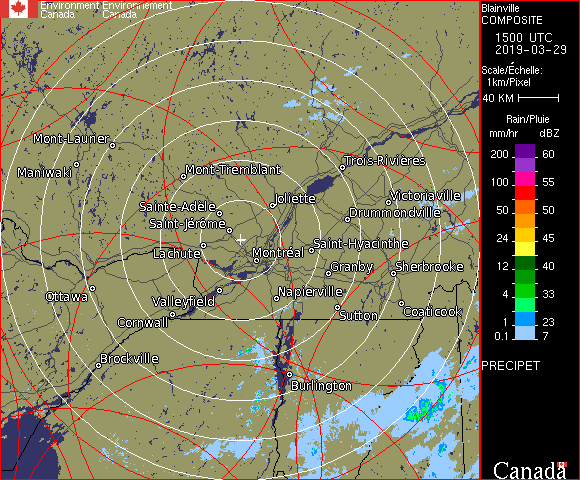 Environment Environnement
Canada Canada
Mont-Laurier
Maniwaki
Mont-Tremblant
Trois-Rivières
Sainte-Adèle
Joliette
Victoriaville
Saint-Jérôme
Drummondville
Lachute
Montréal
Saint-Hyacinthe
Granby
Sherbrooke
Ottawa
Valleyfield
Napierville
Cornwall
Sutton
Coaticook
Brockville
Burlington
Blainville
COMPOSITE
1500 UTC
2019-03-29
Scale/Échelle:
1km/Pixel
40 KM
Rain/Pluie
mm/hr dBZ
200 60
150 57
100 55
50 50
24 45
12 40
4 33
1 23
0.1 7
PRECIPET
Canada